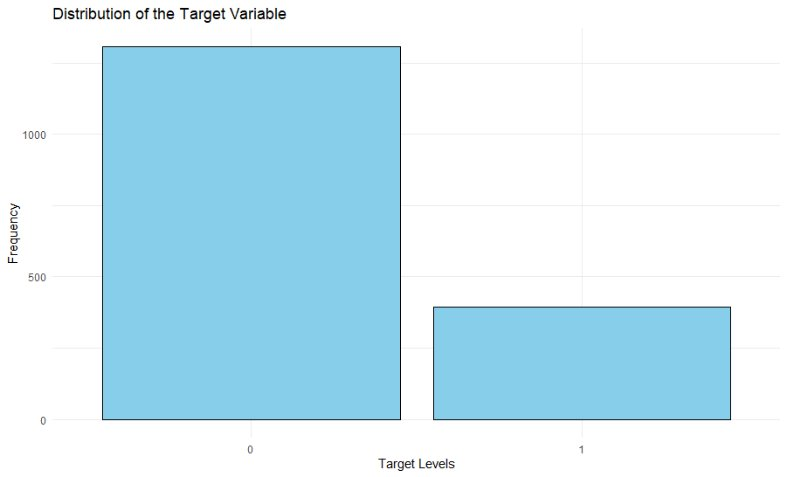 Distribution of the Target Variable
1000
500
0
Frequency
0 1
Target Levels